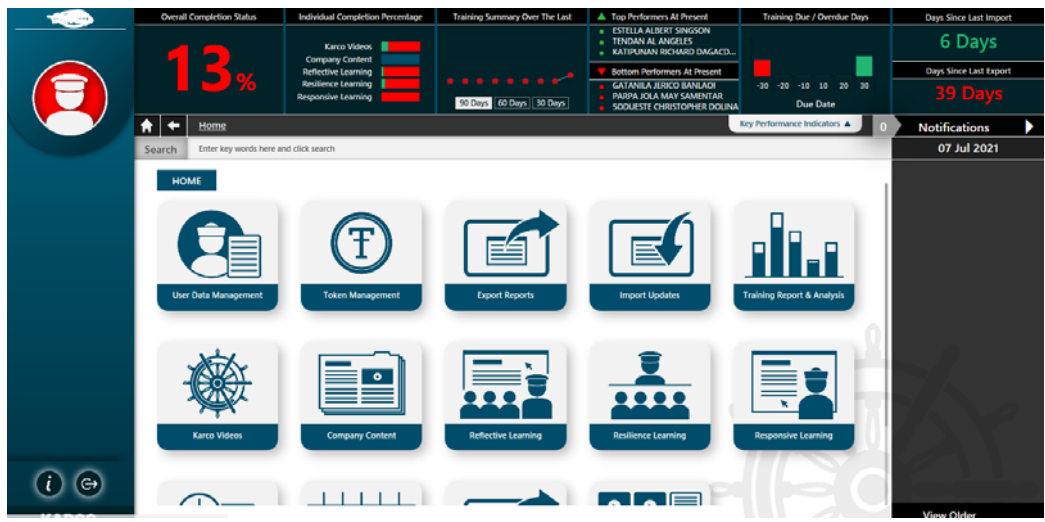 Overall Completion Status
13%
Individual Completion Percentage
Karco Videos
Company Content
Reflective Learning
Resilience Learning
Responsive Learning
Training Summary Over The Last
90 Days 60 Days 30 Days
Top Performers At Present
ESTELLA ALBERT SINGSON
TENDAN AL ANGELES
KATIPUNAN RICHARD DAGACD...
Bottom Performers At Present
GATANILA JERICO BANLAOI
PARPA JOLA MAY SAMENTAR
SODUESTE CHRISTOPHER DOLINA
Training Due / Overdue Days
-30 -20 -10 10 20 30
Due Date
Days Since Last Import
6 Days
Days Since Last Export
39 Days
Home
Key Performance Indicators
0
Notifications
Search
Enter key words here and click search
07 Jul 2021
HOME
User Data Management
Token Management
Export Reports
Import Updates
Training Report & Analysis
Karco Videos
Company Content
Reflective Learning
Resilience Learning
Responsive Learning
View Older